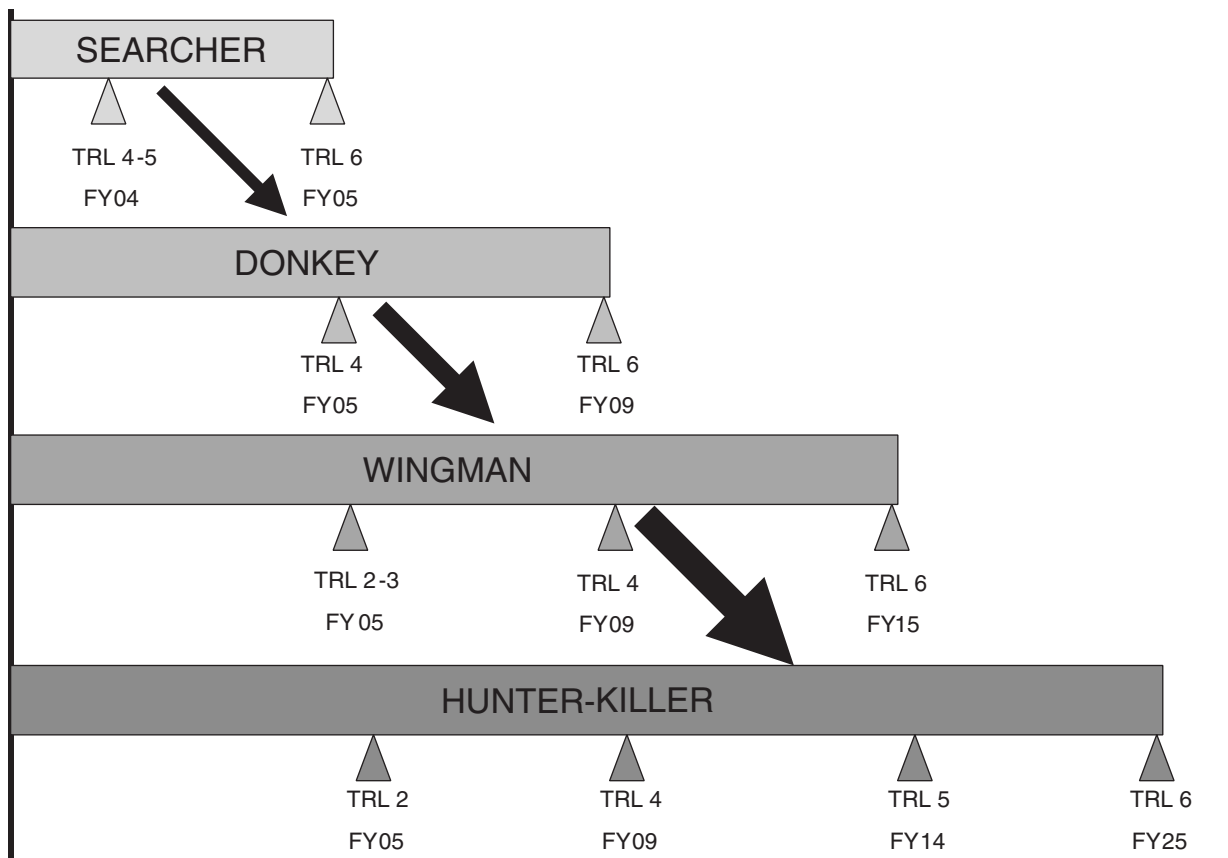 SEARCHER
TRL 4-5 TRL 6
FY04 FY05
DONKEY
TRL 4 TRL 6
FY05 FY09
WINGMAN
TRL 2-3 TRL 4 TRL 6
FY05 FY09 FY15
HUNTER-KILLER
TRL 2 TRL 4 TRL 5 TRL 6
FY05 FY09 FY14 FY25